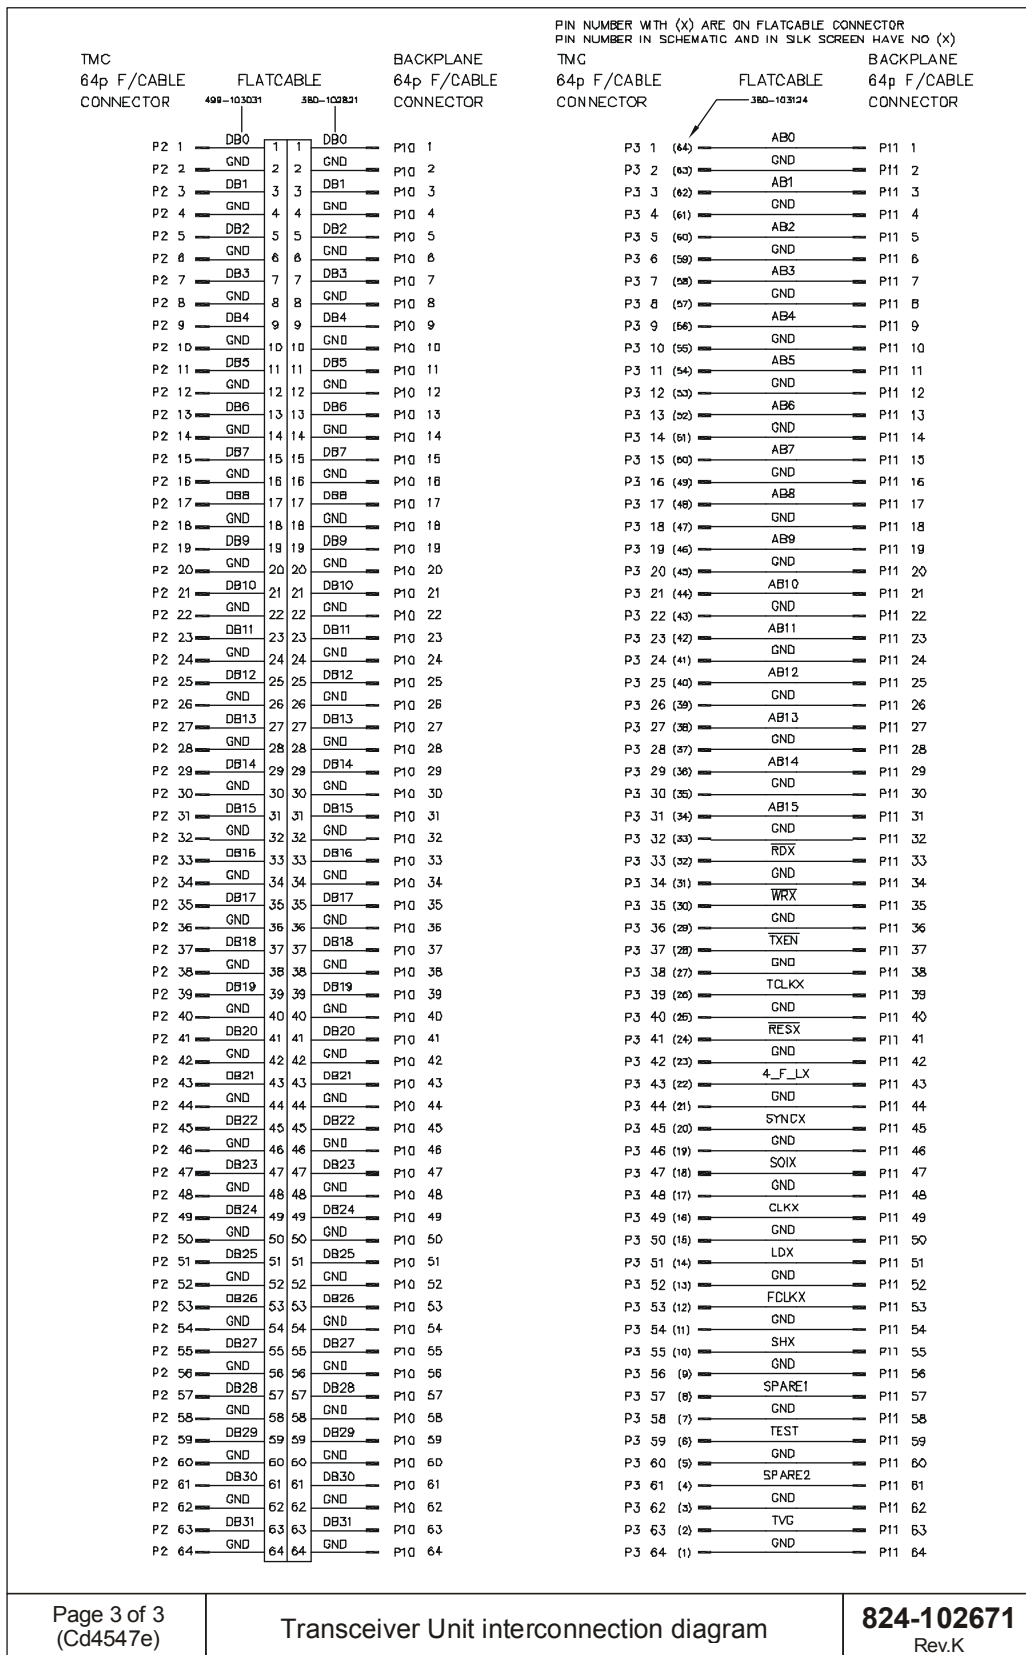 PIN NUMBER WITH (X) ARE ON FLATCABLE CONNECTOR
PIN NUMBER IN SCHEMATIC AND IN SILK SCREEN HAVE NO (X)
TMC BACKPLANE TMC BACKPLANE
64p F/CABLE FLATCABLE 64p F/CABLE 64p F/CABLE FLATCABLE 64p F/CABLE
CONNECTOR 499-103031 380-102821 CONNECTOR CONNECTOR 380-103124 CONNECTOR
P2 1 DB0 1 1 DB0 P10 1 P3 1 (64) AB0 P11 1
P2 2 GND 2 2 GND P10 2 P3 2 (63) GND P11 2
P2 3 DB1 3 3 DB1 P10 3 P3 3 (62) AB1 P11 3
P2 4 GND 4 4 GND P10 4 P3 4 (61) GND P11 4
P2 5 DB2 5 5 DB2 P10 5 P3 5 (60) AB2 P11 5
P2 6 GND 6 6 GND P10 6 P3 6 (59) GND P11 6
P2 7 DB3 7 7 DB3 P10 7 P3 7 (58) AB3 P11 7
P2 8 GND 8 8 GND P10 8 P3 8 (57) GND P11 8
P2 9 DB4 9 9 DB4 P10 9 P3 9 (56) AB4 P11 9
P2 10 GND 10 10 GND P10 10 P3 10 (55) GND P11 10
P2 11 DB5 11 11 DB5 P10 11 P3 11 (54) AB5 P11 11
P2 12 GND 12 12 GND P10 12 P3 12 (53) GND P11 12
P2 13 DB6 13 13 DB6 P10 13 P3 13 (52) AB6 P11 13
P2 14 GND 14 14 GND P10 14 P3 14 (51) GND P11 14
P2 15 DB7 15 15 DB7 P10 15 P3 15 (50) AB7 P11 15
P2 16 GND 16 16 GND P10 16 P3 16 (49) GND P11 16
P2 17 DB8 17 17 DB8 P10 17 P3 17 (48) AB8 P11 17
P2 18 GND 18 18 GND P10 18 P3 18 (47) GND P11 18
P2 19 DB9 19 19 DB9 P10 19 P3 19 (46) AB9 P11 19
P2 20 GND 20 20 GND P10 20 P3 20 (45) GND P11 20
P2 21 DB10 21 21 DB10 P10 21 P3 21 (44) AB10 P11 21
P2 22 GND 22 22 GND P10 22 P3 22 (43) GND P11 22
P2 23 DB11 23 23 DB11 P10 23 P3 23 (42) AB11 P11 23
P2 24 GND 24 24 GND P10 24 P3 24 (41) GND P11 24
P2 25 DB12 25 25 DB12 P10 25 P3 25 (40) AB12 P11 25
P2 26 GND 26 26 GND P10 26 P3 26 (39) GND P11 26
P2 27 DB13 27 27 DB13 P10 27 P3 27 (38) AB13 P11 27
P2 28 GND 28 28 GND P10 28 P3 28 (37) GND P11 28
P2 29 DB14 29 29 DB14 P10 29 P3 29 (36) AB14 P11 29
P2 30 GND 30 30 GND P10 30 P3 30 (35) GND P11 30
P2 31 DB15 31 31 DB15 P10 31 P3 31 (34) AB15 P11 31
P2 32 GND 32 32 GND P10 32 P3 32 (33) GND P11 32
P2 33 DB16 33 33 DB16 P10 33 P3 33 (32) RDX P11 33
P2 34 GND 34 34 GND P10 34 P3 34 (31) GND P11 34
P2 35 DB17 35 35 DB17 P10 35 P3 35 (30) WRX P11 35
P2 36 GND 36 36 GND P10 36 P3 36 (29) GND P11 36
P2 37 DB18 37 37 DB18 P10 37 P3 37 (28) TXEN P11 37
P2 38 GND 38 38 GND P10 38 P3 38 (27) GND P11 38
P2 39 DB19 39 39 DB19 P10 39 P3 39 (26) TCLKX P11 39
P2 40 GND 40 40 GND P10 40 P3 40 (25) GND P11 40
P2 41 DB20 41 41 DB20 P10 41 P3 41 (24) RESX P11 41
P2 42 GND 42 42 GND P10 42 P3 42 (23) GND P11 42
P2 43 DB21 43 43 DB21 P10 43 P3 43 (22) 4_F_LX P11 43
P2 44 GND 44 44 GND P10 44 P3 44 (21) GND P11 44
P2 45 DB22 45 45 DB22 P10 45 P3 45 (20) SYNCX P11 45
P2 46 GND 46 46 GND P10 46 P3 46 (19) GND P11 46
P2 47 DB23 47 47 DB23 P10 47 P3 47 (18) SOIX P11 47
P2 48 GND 48 48 GND P10 48 P3 48 (17) GND P11 48
P2 49 DB24 49 49 DB24 P10 49 P3 49 (16) CLKX P11 49
P2 50 GND 50 50 GND P10 50 P3 50 (15) GND P11 50
P2 51 DB25 51 51 DB25 P10 51 P3 51 (14) LDX P11 51
P2 52 GND 52 52 GND P10 52 P3 52 (13) GND P11 52
P2 53 DB26 53 53 DB26 P10 53 P3 53 (12) FCLKX P11 53
P2 54 GND 54 54 GND P10 54 P3 54 (11) GND P11 54
P2 55 DB27 55 55 DB27 P10 55 P3 55 (10) SHX P11 55
P2 56 GND 56 56 GND P10 56 P3 56 (9) GND P11 56
P2 57 DB28 57 57 DB28 P10 57 P3 57 (8) SPARE1 P11 57
P2 58 GND 58 58 GND P10 58 P3 58 (7) GND P11 58
P2 59 DB29 59 59 DB29 P10 59 P3 59 (6) TEST P11 59
P2 60 GND 60 60 GND P10 60 P3 60 (5) GND P11 60
P2 61 DB30 61 61 DB30 P10 61 P3 61 (4) SPARE2 P11 61
P2 62 GND 62 62 GND P10 62 P3 62 (3) GND P11 62
P2 63 DB31 63 63 DB31 P10 63 P3 63 (2) TVG P11 63
P2 64 GND 64 64 GND P10 64 P3 64 (1) GND P11 64
Page 3 of 3
(Cd4547e)
Transceiver Unit interconnection diagram
824-102671
Rev.K